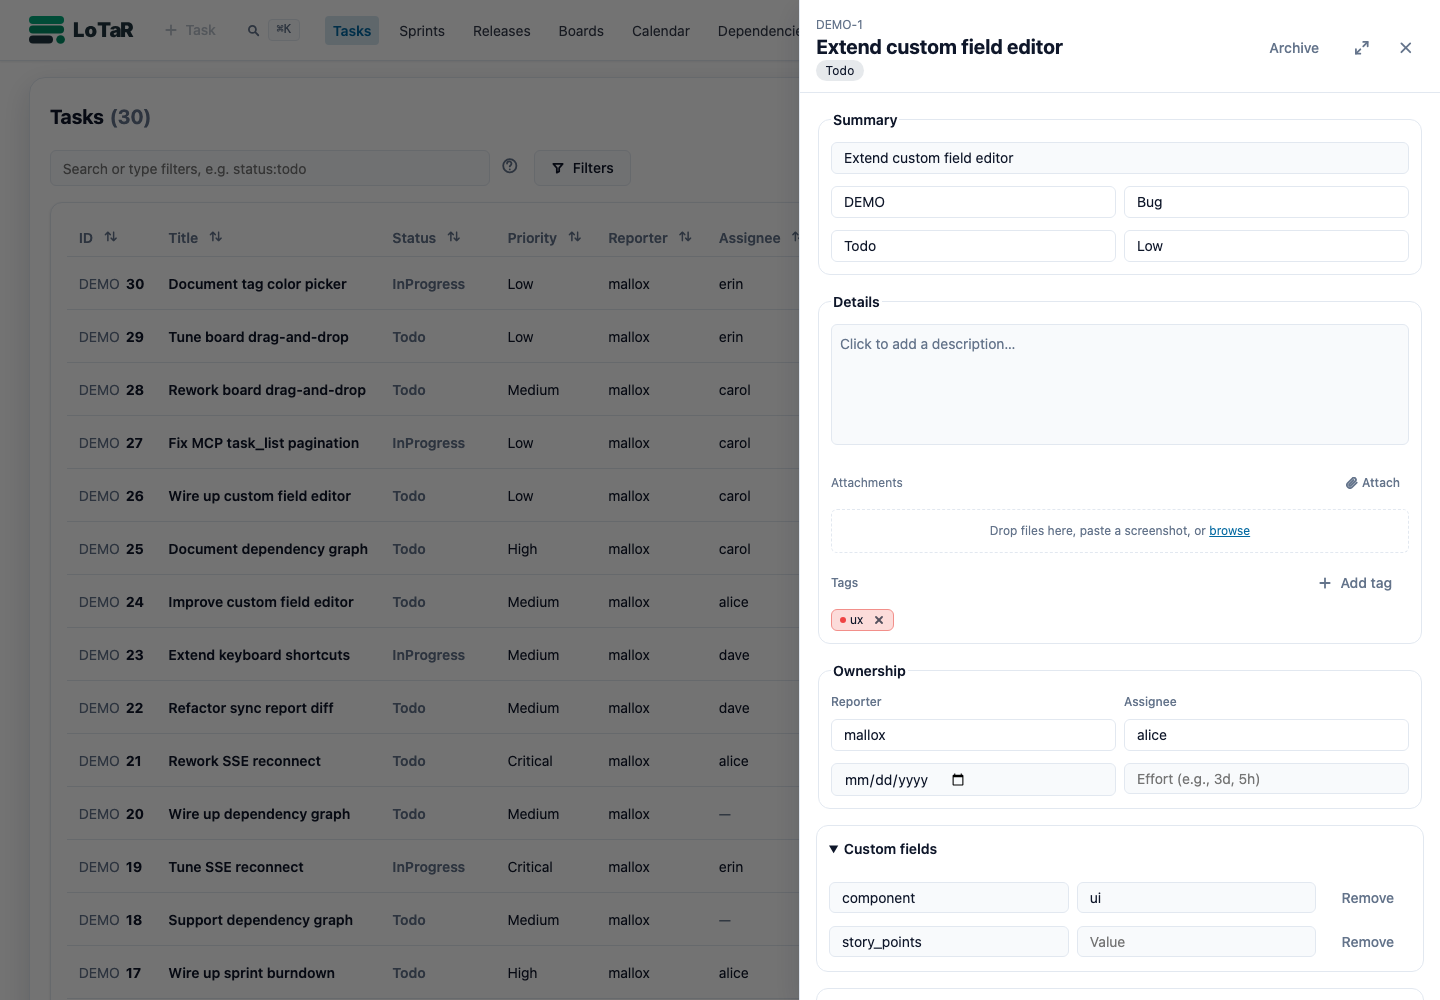 LoTaR
Task
⌘K
Tasks
Sprints
Releases
Boards
Calendar
Tasks (30)
Search or type filters, e.g. status:todo
Filters
ID Title Status Priority Reporter Assignee
DEMO 30 Document tag color picker InProgress Low mallox erin
DEMO 29 Tune board drag-and-drop Todo Low mallox erin
DEMO 28 Rework board drag-and-drop Todo Medium mallox carol
DEMO 27 Fix MCP task_list pagination InProgress Low mallox carol
DEMO 26 Wire up custom field editor Todo Low mallox carol
DEMO 25 Document dependency graph Todo High mallox carol
DEMO 24 Improve custom field editor Todo Medium mallox alice
DEMO 23 Extend keyboard shortcuts InProgress Medium mallox dave
DEMO 22 Refactor sync report diff Todo Medium mallox dave
DEMO 21 Rework SSE reconnect Todo Critical mallox alice
DEMO 20 Wire up dependency graph Todo Medium mallox —
DEMO 19 Tune SSE reconnect InProgress Critical mallox erin
DEMO 18 Support dependency graph Todo Medium mallox —
DEMO 17 Wire up sprint burndown Todo High mallox alice
DEMO-1
Extend custom field editor
Todo
Archive
Summary
Extend custom field editor
DEMO
Bug
Todo
Low
Details
Click to add a description...
Attachments
Attach
Drop files here, paste a screenshot, or browse
Tags
Add tag
ux
Ownership
Reporter
Assignee
mallox
alice
mm/dd/yyyy
Effort (e.g., 3d, 5h)
Custom fields
component
ui
Remove
story_points
Value
Remove